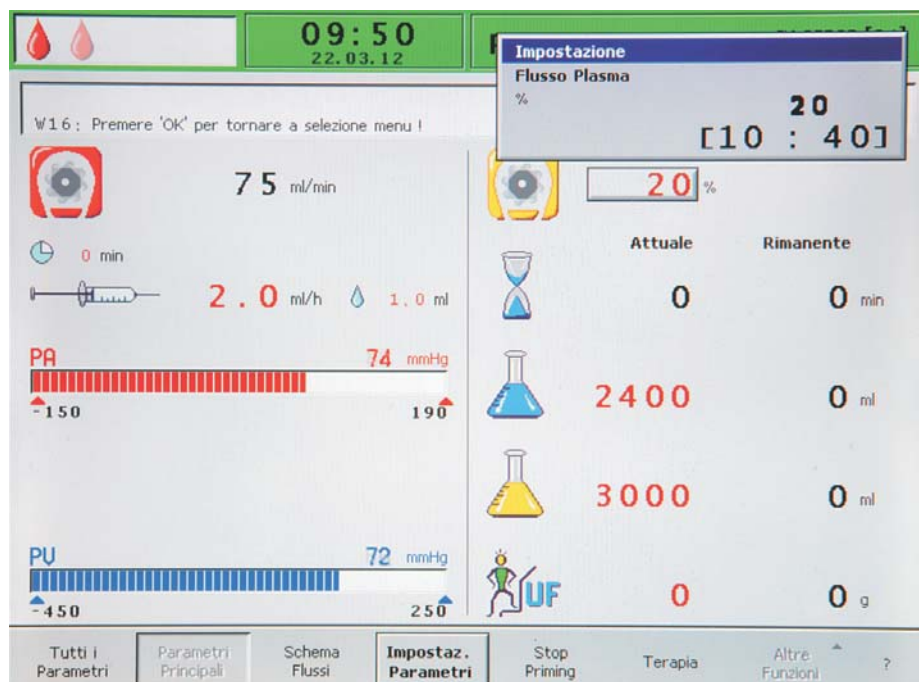 09:50
22.03.12
Impostazione
Flusso Plasma
%
20
[10 : 40]
W16: Premere 'OK' per tornare a selezione menu !
75 ml/min
20 %
0 min
Attuale Rimanente
2.0 ml/h 1.0 ml
0 0 min
PA 74 mmHg
-150 190
2400 0 ml
3000 0 ml
PV 72 mmHg
-450 250
UF 0 0 g
Tutti i Parametri
Parametri Principali
Schema Flussi
Impostaz. Parametri
Stop Priming
Terapia
Altre Funzioni
?